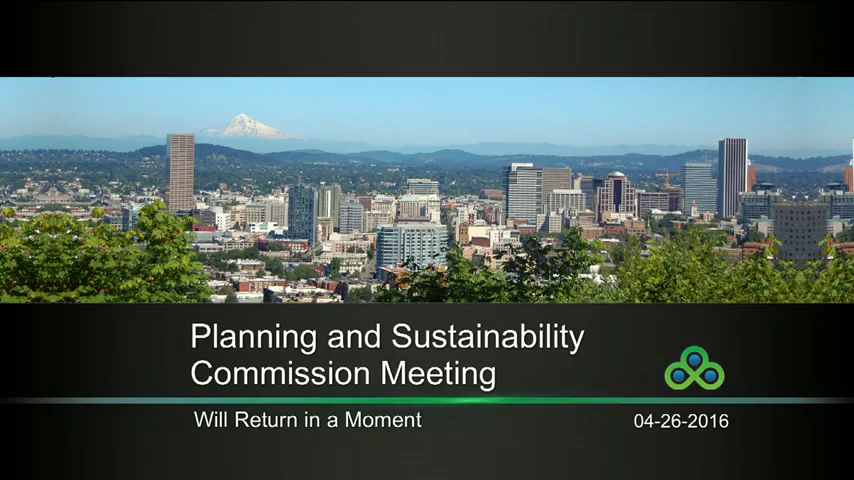 Planning and Sustainability
Commission Meeting
Will Return in a Moment
04-26-2016